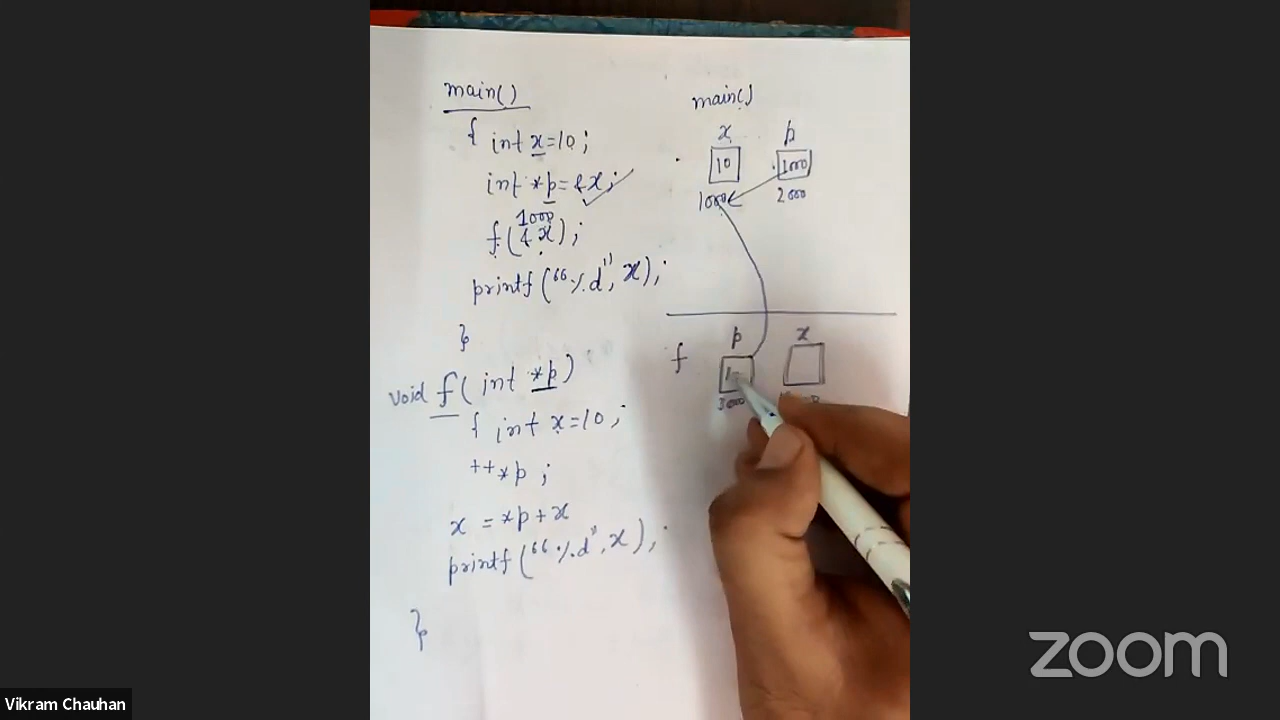 main()
{ int x=10;
int *p=&x;
1000
f(&x);
printf("%d", x);
}
void f( int *p)
{ int x=10;
++*p;
x = *p+x
printf("%d", x);
}
main()
x p
10 1000
1000 2000
f
p x
3000
zoom
Vikram Chauhan